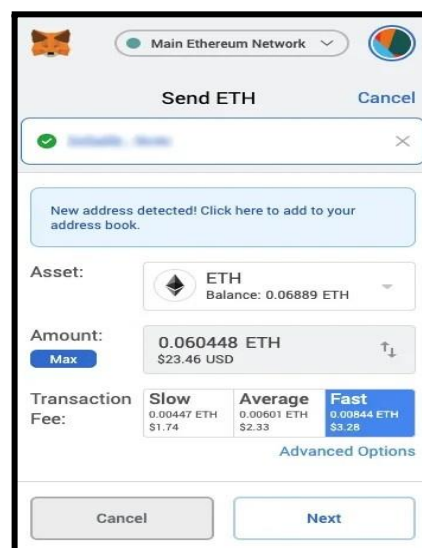 Main Ethereum Network
Send ETH
Cancel
New address detected! Click here to add to your
address book.
Asset:
ETH
Balance: 0.06889 ETH
Amount:
Max
0.060448 ETH
$23.46 USD
Transaction
Fee:
Slow
0.00447 ETH
$1.74
Average
0.00601 ETH
$2.33
Fast
0.00844 ETH
$3.28
Advanced Options
Cancel
Next